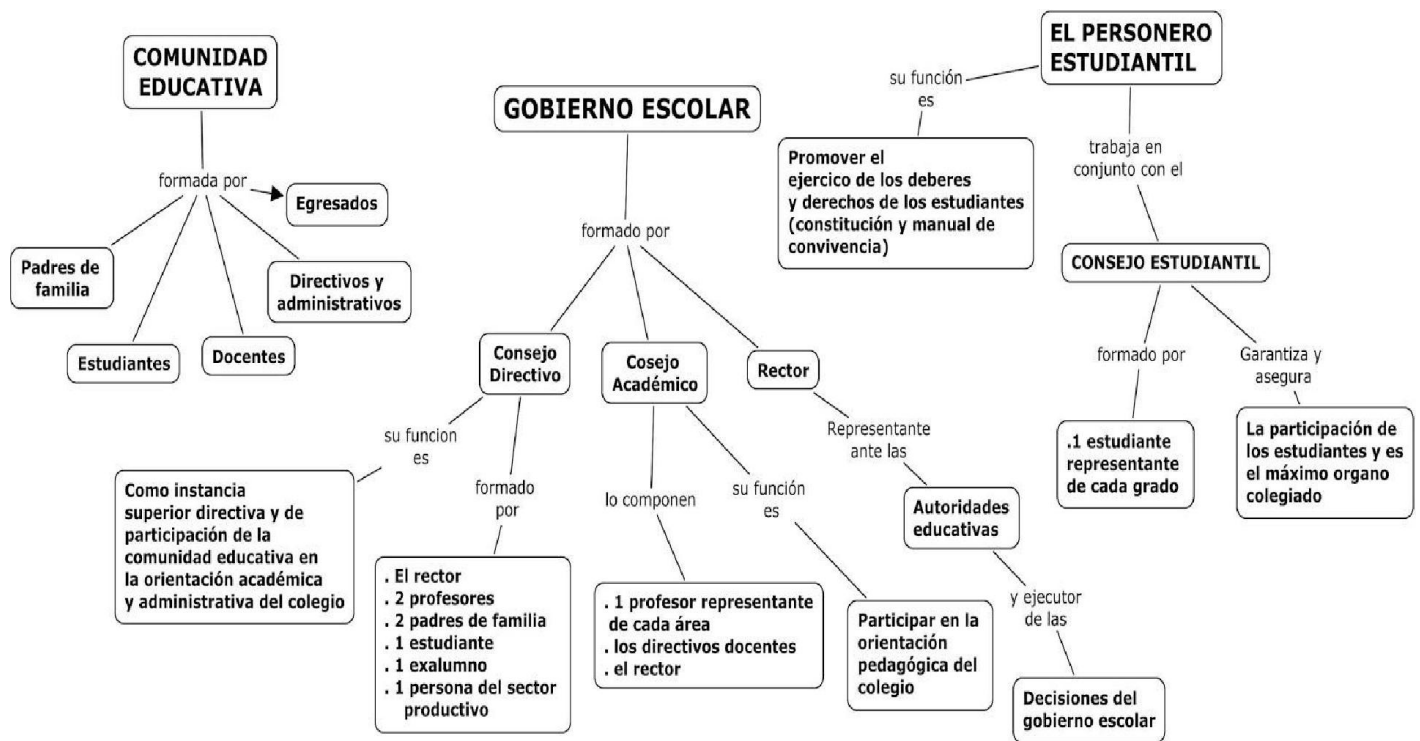 COMUNIDAD
EDUCATIVA
formada por
Egresados
Padres de
familia
Directivos y
administrativos
Estudiantes
Docentes
GOBIERNO ESCOLAR
formado por
Consejo
Directivo
Cosejo
Académico
Rector
su funcion
es
Como instancia
superior directiva y de
participación de la
comunidad educativa en
la orientación académica
y administrativa del colegio
formado
por
. El rector
. 2 profesores
. 2 padres de familia
. 1 estudiante
. 1 exalumno
. 1 persona del sector
productivo
lo componen
. 1 profesor representante
de cada área
. los directivos docentes
. el rector
su función
es
Participar en la
orientación
pedagógica del
colegio
Representante
ante las
Autoridades
educativas
y ejecutor
de las
Decisiones del
gobierno escolar
EL PERSONERO
ESTUDIANTIL
su función
es
Promover el
ejercico de los deberes
y derechos de los estudiantes
(constitución y manual de
convivencia)
trabaja en
conjunto con el
CONSEJO ESTUDIANTIL
formado por
.1 estudiante
representante
de cada grado
Garantiza y
asegura
La participación de
los estudiantes y es
el máximo organo
colegiado